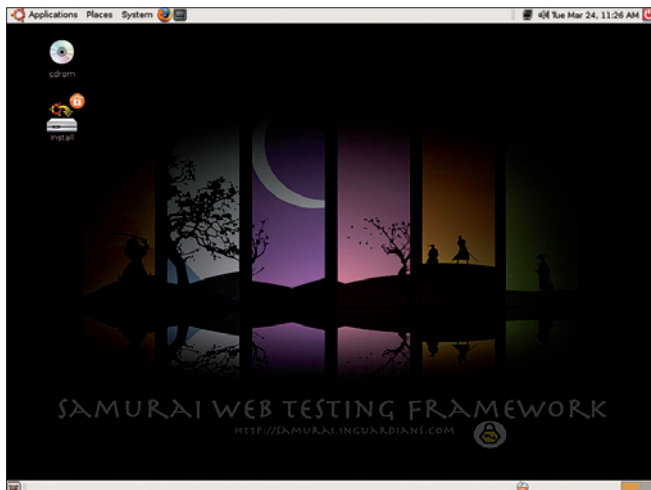 Applications Places System Tue Mar 24, 11:26 AM
cdrom
Install
SAMURAI WEB TESTING FRAMEWORK
HTTP://SAMURAI.INGUARDIANS.COM